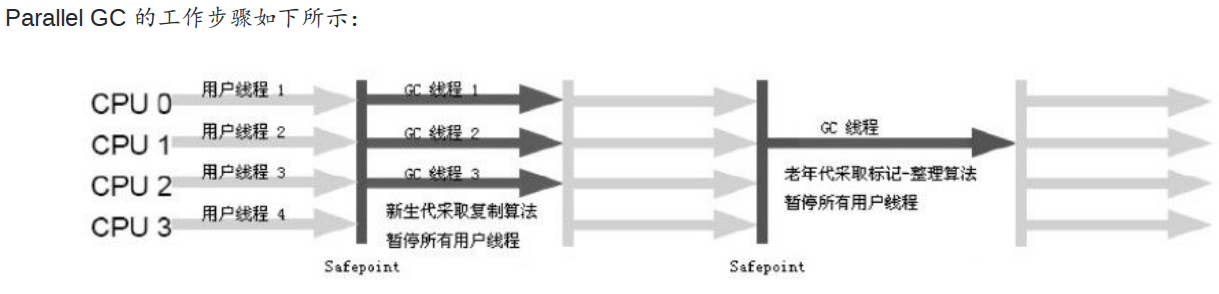 Parallel GC 的工作步骤如下所示：
CPU 0 用户线程 1 GC 线程 1
CPU 1 用户线程 2 GC 线程 2 GC 线程
CPU 2 用户线程 3 GC 线程 3 老年代采取标记-整理算法
新生代采取复制算法 暂停所有用户线程
CPU 3 用户线程 4
暂停所有用户线程
Safepoint Safepoint